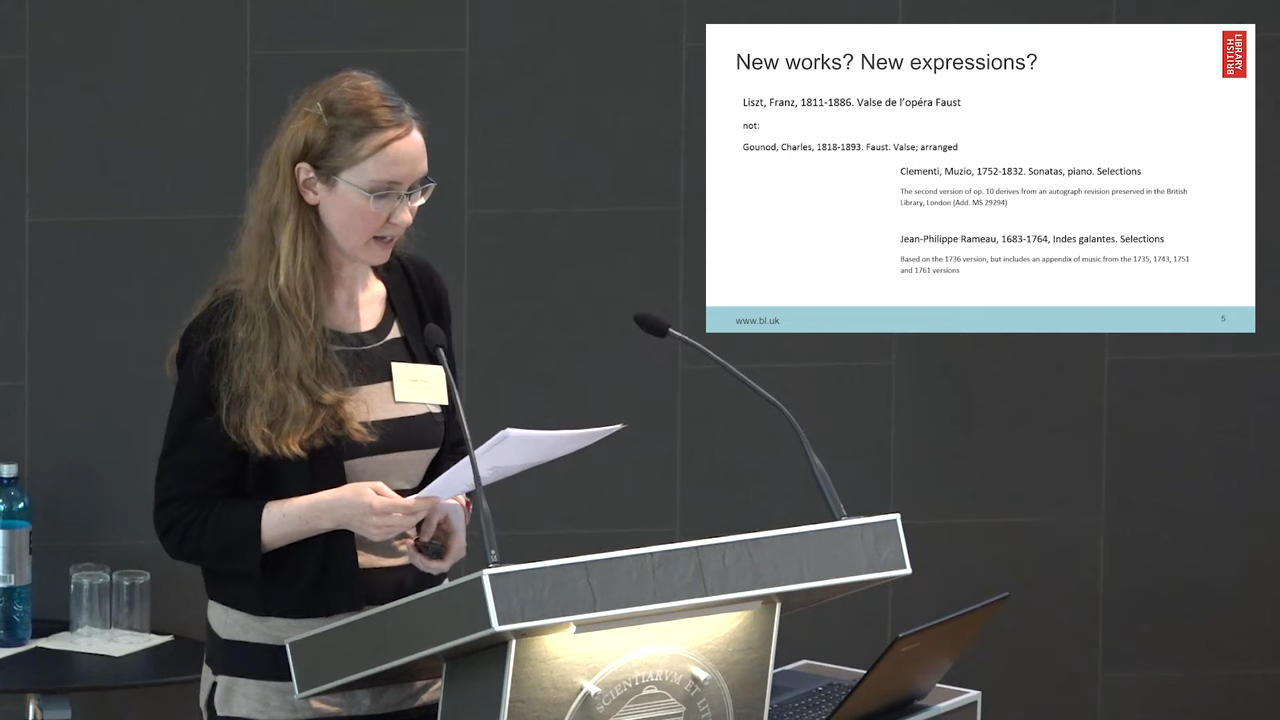 New works? New expressions?
BRITISH
LIBRARY
Liszt, Franz, 1811-1886. Valse de l'opéra Faust
not:
Gounod, Charles, 1818-1893. Faust. Valse; arranged
Clementi, Muzio, 1752-1832. Sonatas, piano. Selections
The second version of op. 10 derives from an autograph revision preserved in the British
Library, London (Add. MS 29294)
Jean-Philippe Rameau, 1683-1764, Indes galantes. Selections
Based on the 1736 version, but includes an appendix of music from the 1735, 1743, 1751
and 1761 versions
www.bl.uk
5
SCIENTIARVM ET